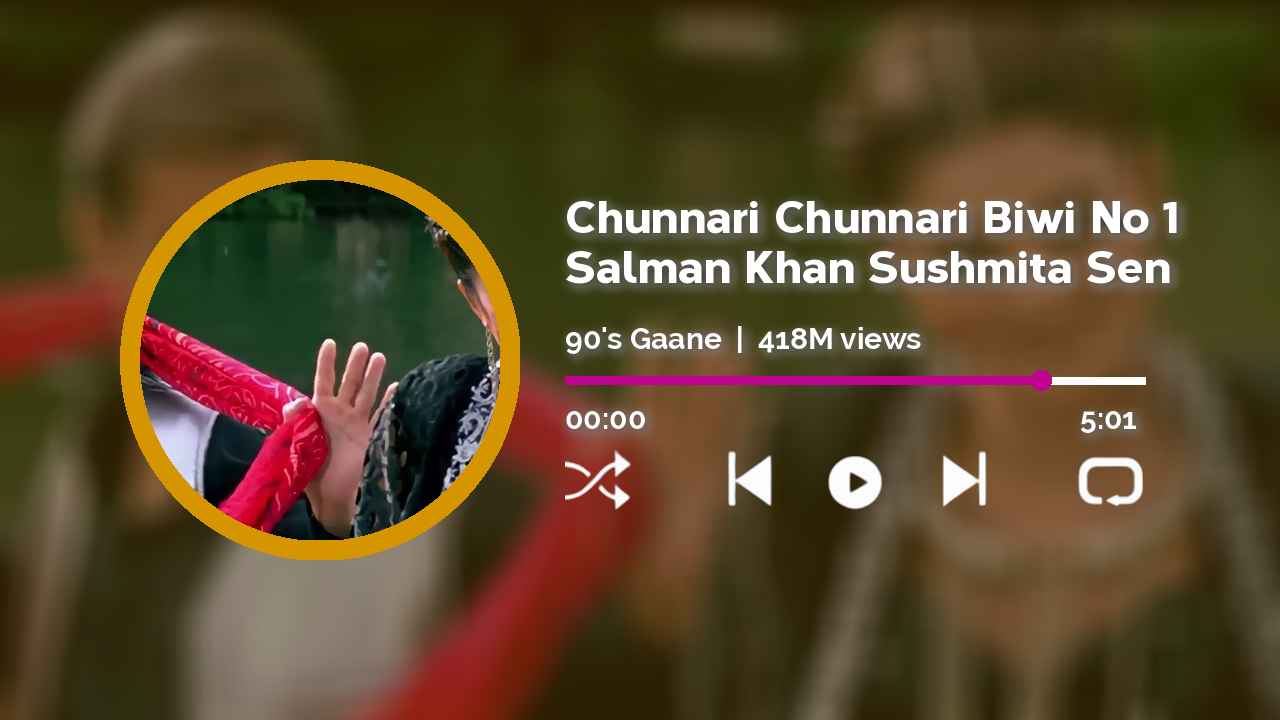 Chunnari Chunnari Biwi No 1
Salman Khan Sushmita Sen
90's Gaane | 418M views
00:00
5:01